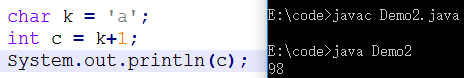 char k = 'a';
int c = k+1;
System.out.println(c);
E:\code>javac Demo2.java
E:\code>java Demo2
98